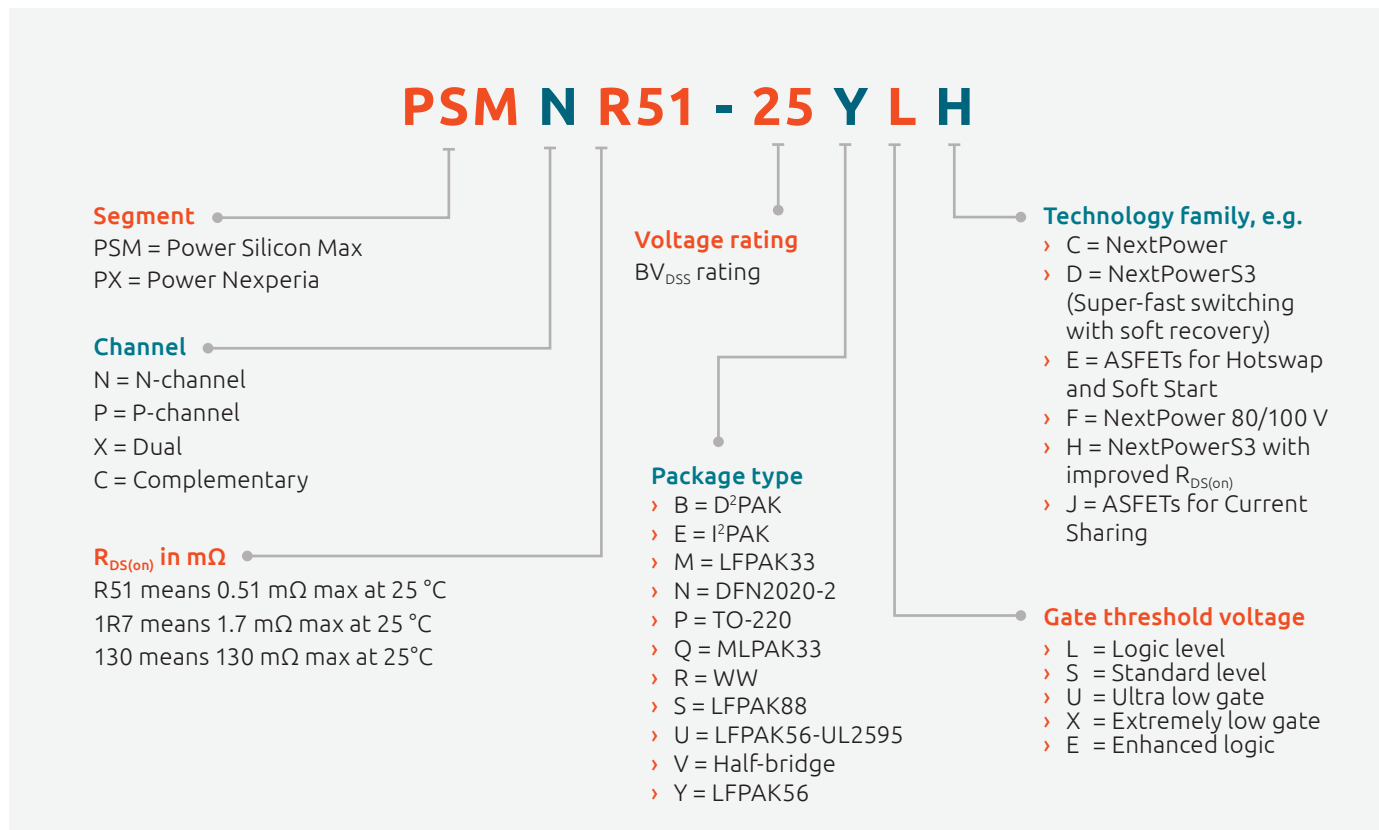 PSM N R51 - 25 Y L H
Segment
PSM = Power Silicon Max
PX = Power Nexperia
Channel
N = N-channel
P = P-channel
X = Dual
C = Complementary
R_DS(on) in mΩ
R51 means 0.51 mΩ max at 25 °C
1R7 means 1.7 mΩ max at 25 °C
130 means 130 mΩ max at 25°C
Voltage rating
BV_DSS rating
Package type
› B = D²PAK
› E = I²PAK
› M = LFPAK33
› N = DFN2020-2
› P = TO-220
› Q = MLPAK33
› R = WW
› S = LFPAK88
› U = LFPAK56-UL2595
› V = Half-bridge
› Y = LFPAK56
Technology family, e.g.
› C = NextPower
› D = NextPowerS3
(Super-fast switching
with soft recovery)
› E = ASFETs for Hotswap
and Soft Start
› F = NextPower 80/100 V
› H = NextPowerS3 with
improved R_DS(on)
› J = ASFETs for Current
Sharing
Gate threshold voltage
› L = Logic level
› S = Standard level
› U = Ultra low gate
› X = Extremely low gate
› E = Enhanced logic